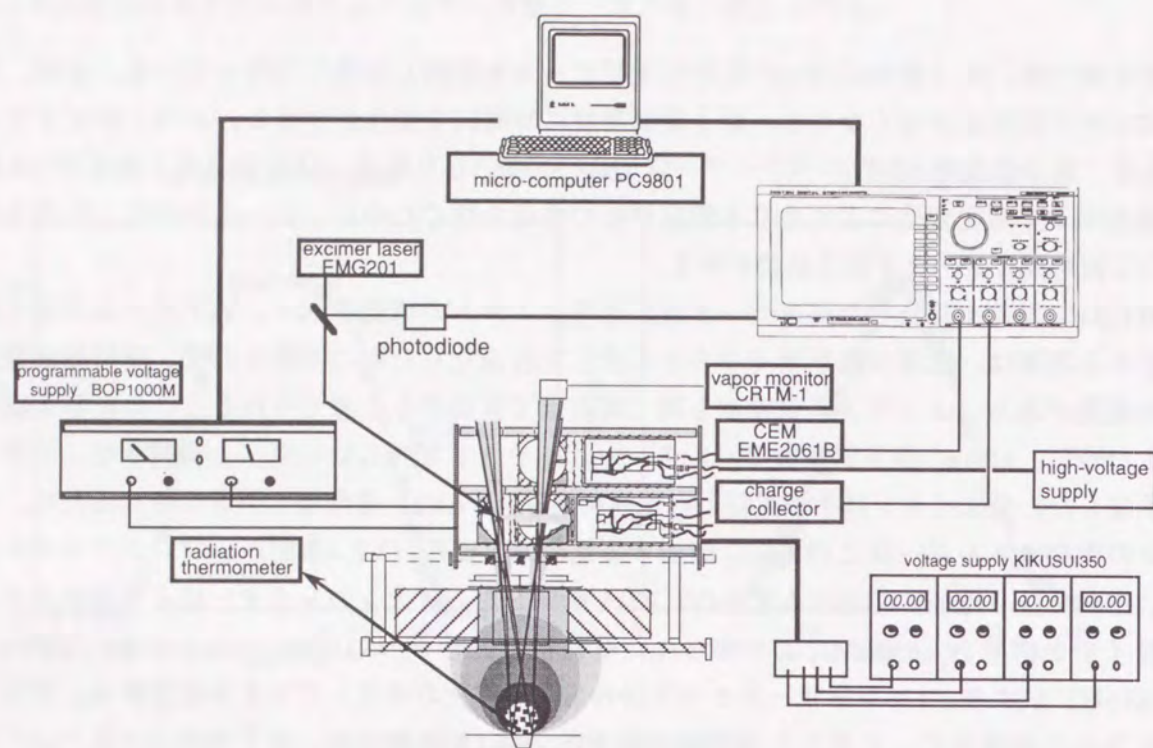 micro-computer PC9801
excimer laser
EMG201
photodiode
programmable voltage
supply BOP1000M
vapor monitor
CRTM-1
CEM
EME2061B
high-voltage
supply
charge
collector
radiation
thermometer
voltage supply KIKUSUI350
00.00 00.00 00.00 00.00